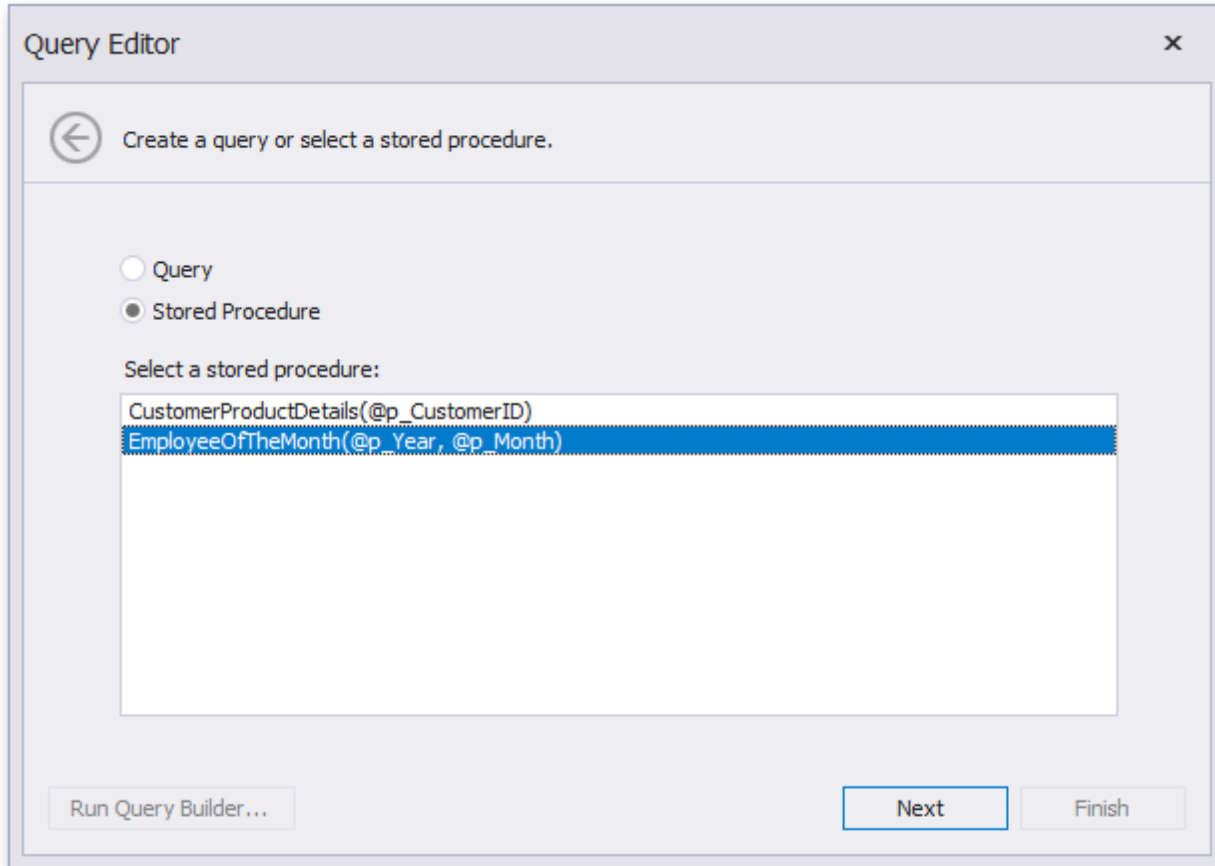 Query Editor
Create a query or select a stored procedure.
Query
Stored Procedure
Select a stored procedure:
CustomerProductDetails(@p_CustomerID)
EmployeeOfTheMonth(@p_Year, @p_Month)
Run Query Builder...
Next
Finish